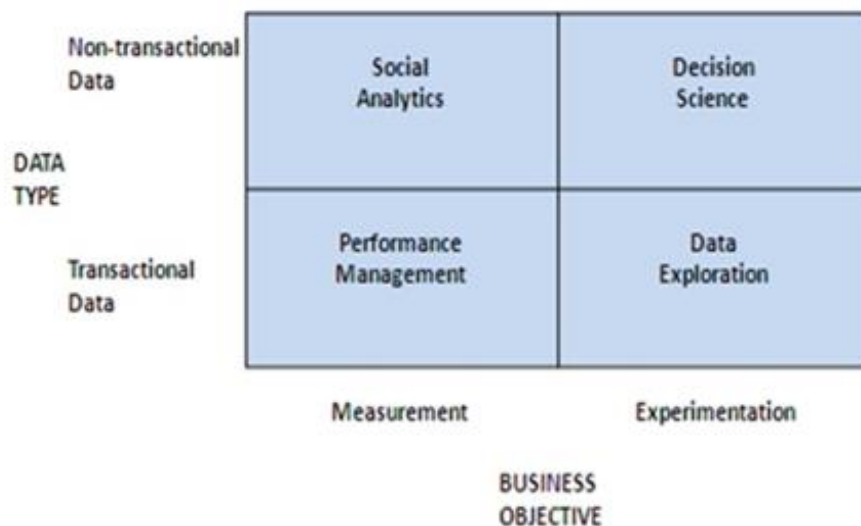 Non-transactional
Data
Social
Analytics
Decision
Science
DATA
TYPE
Transactional
Data
Performance
Management
Data
Exploration
Measurement
Experimentation
BUSINESS
OBJECTIVE